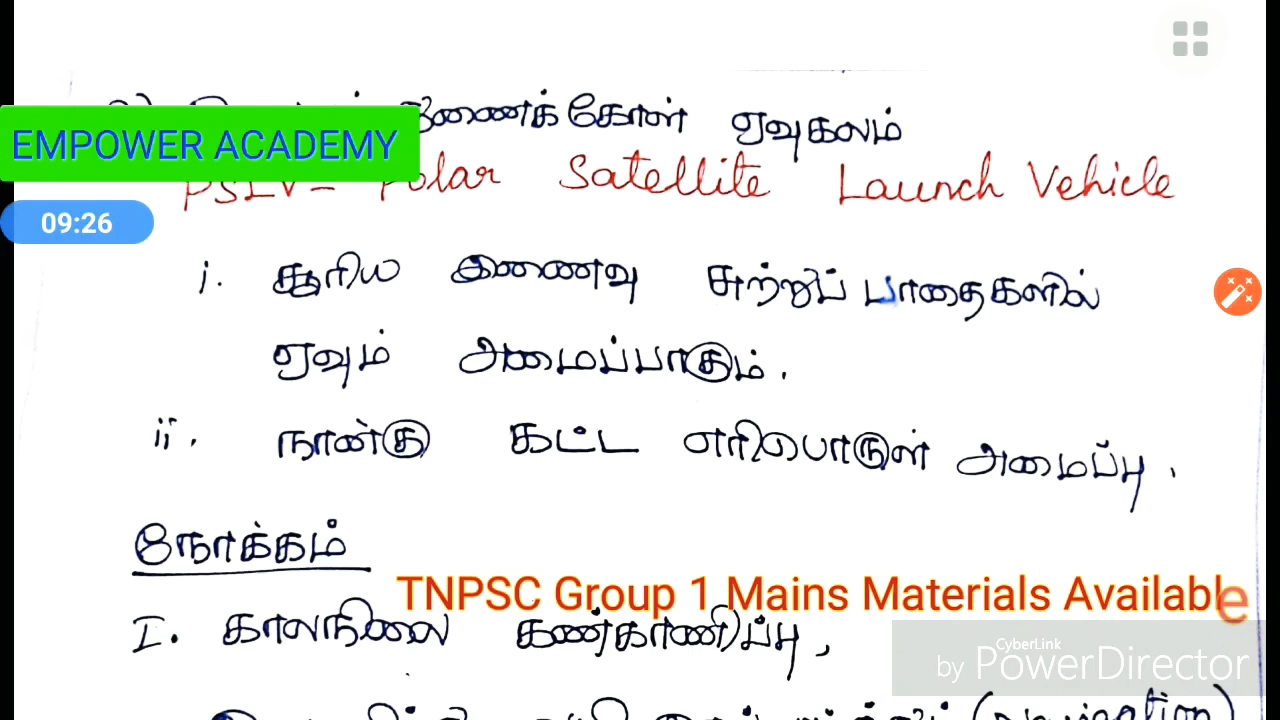 துணைக்கோள் ஏவுகலம்
EMPOWER ACADEMY
PSLV - Polar Satellite Launch Vehicle
09:26
i. சூரிய இணைவு சுற்றுப் பாதைகளில்
ஏவும் அமைப்பாகும்.
ii. நான்கு கட்ட எரிபொருள் அமைப்பு.
நோக்கம்
TNPSC Group 1 Mains Materials Available
I. காலநிலை கண்காணிப்பு,
CyberLink
by PowerDirector